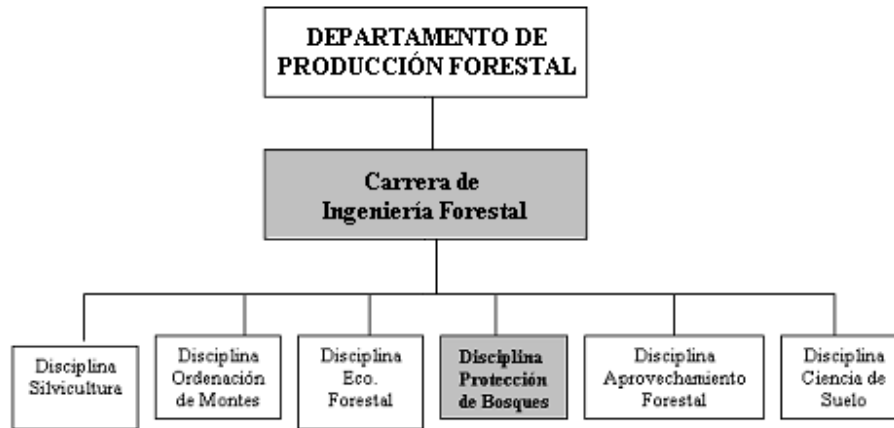 DEPARTAMENTO DE
PRODUCCIÓN FORESTAL
Carrera de
Ingeniería Forestal
Disciplina
Silvicultura
Disciplina
Ordenación
de Montes
Disciplina
Eco.
Forestal
Disciplina
Protección
de Bosques
Disciplina
Aprovechamiento
Forestal
Disciplina
Ciencia de
Suelo